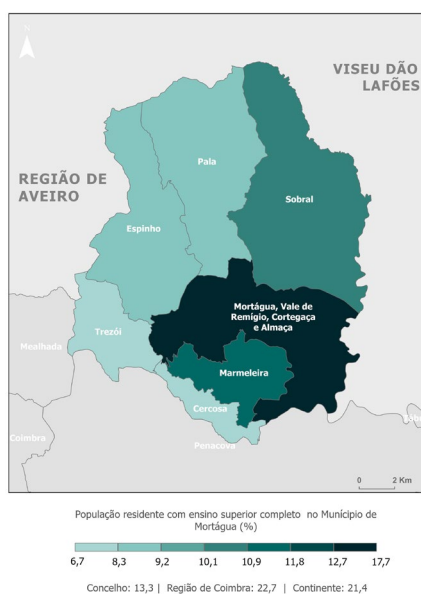 N
VISEU DÃO
LAFÕES
REGIÃO DE
AVEIRO
Pala
Sobral
Espinho
Mortágua, Vale de
Remígio, Cortegaça
e Almaça
Trezói
Mealhada
Marmeleira
Cercosa
Coimbra
Penacova
0 2 Km
População residente com ensino superior completo no Munícipio de
Mortágua (%)
6,7 8,3 9,2 10,1 10,9 11,8 12,7 17,7
Concelho: 13,3 | Região de Coimbra: 22,7 | Continente: 21,4